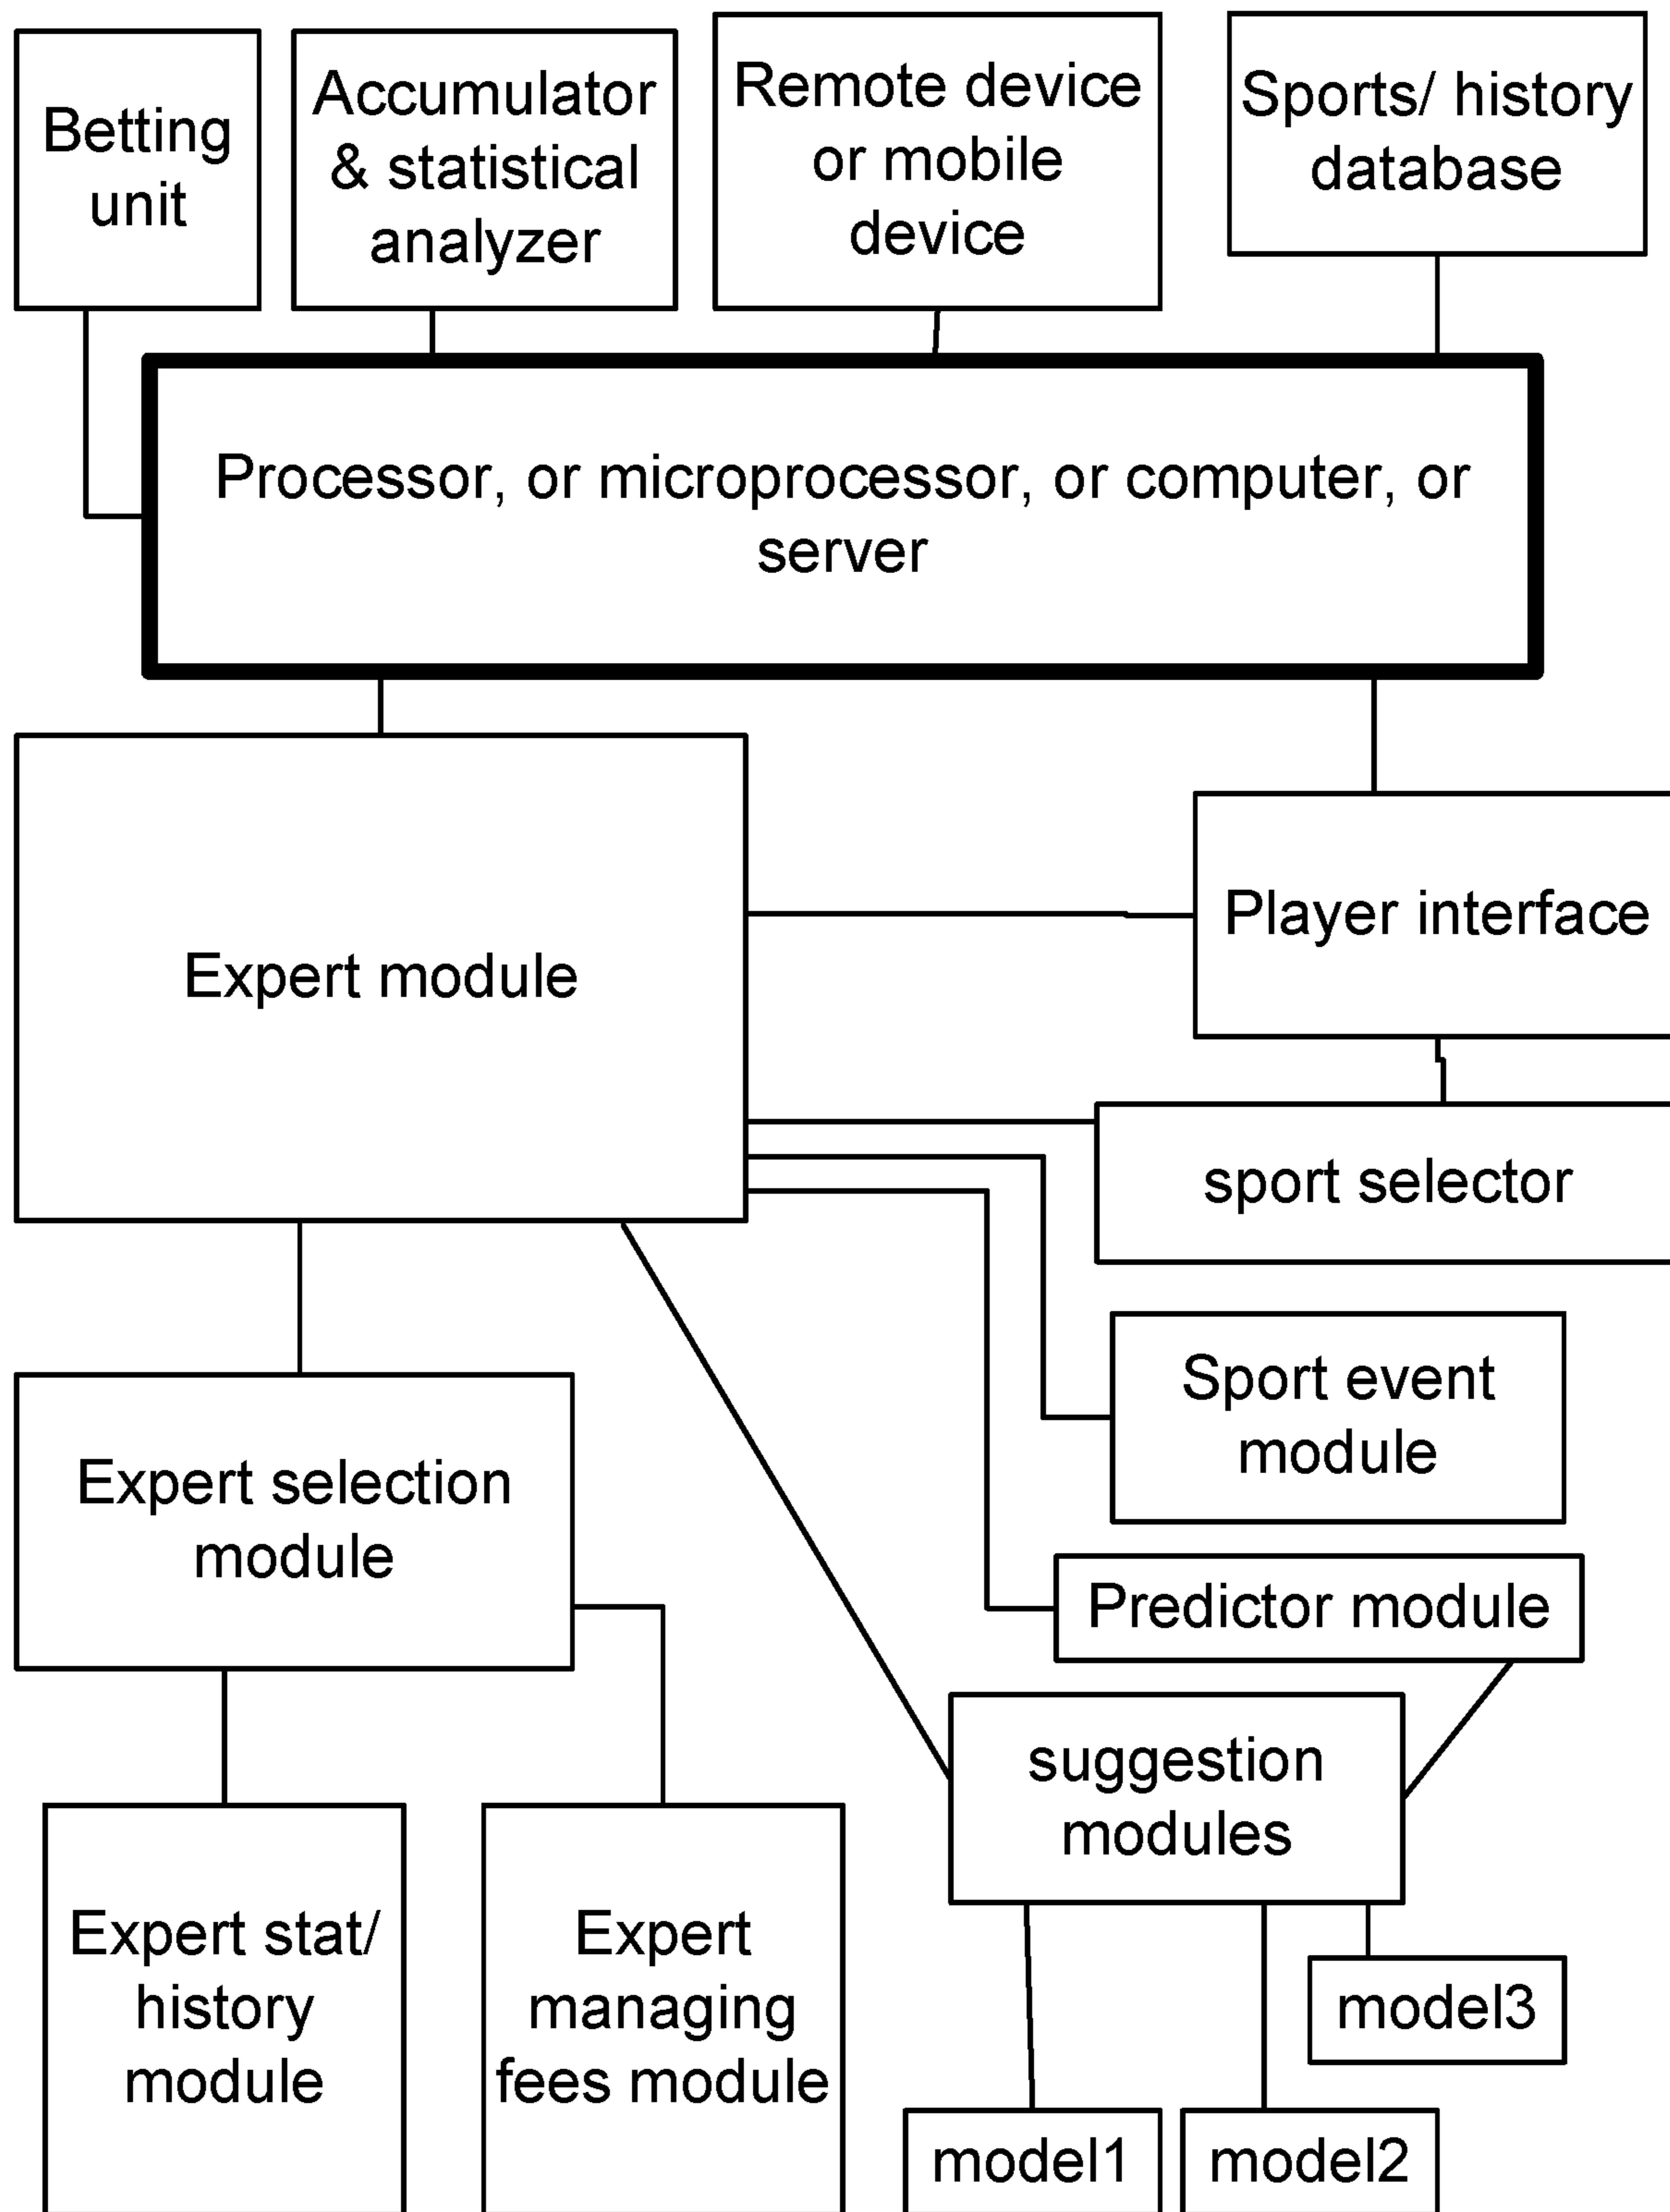 Betting
unit
Accumulator
& statistical
analyzer
Remote device
or mobile
device
Sports/ history
database
Processor, or microprocessor, or computer, or
server
Expert module
Player interface
sport selector
Sport event
module
Expert selection
module
Predictor module
suggestion
modules
Expert stat/
history
module
Expert
managing
fees module
model3
model1
model2